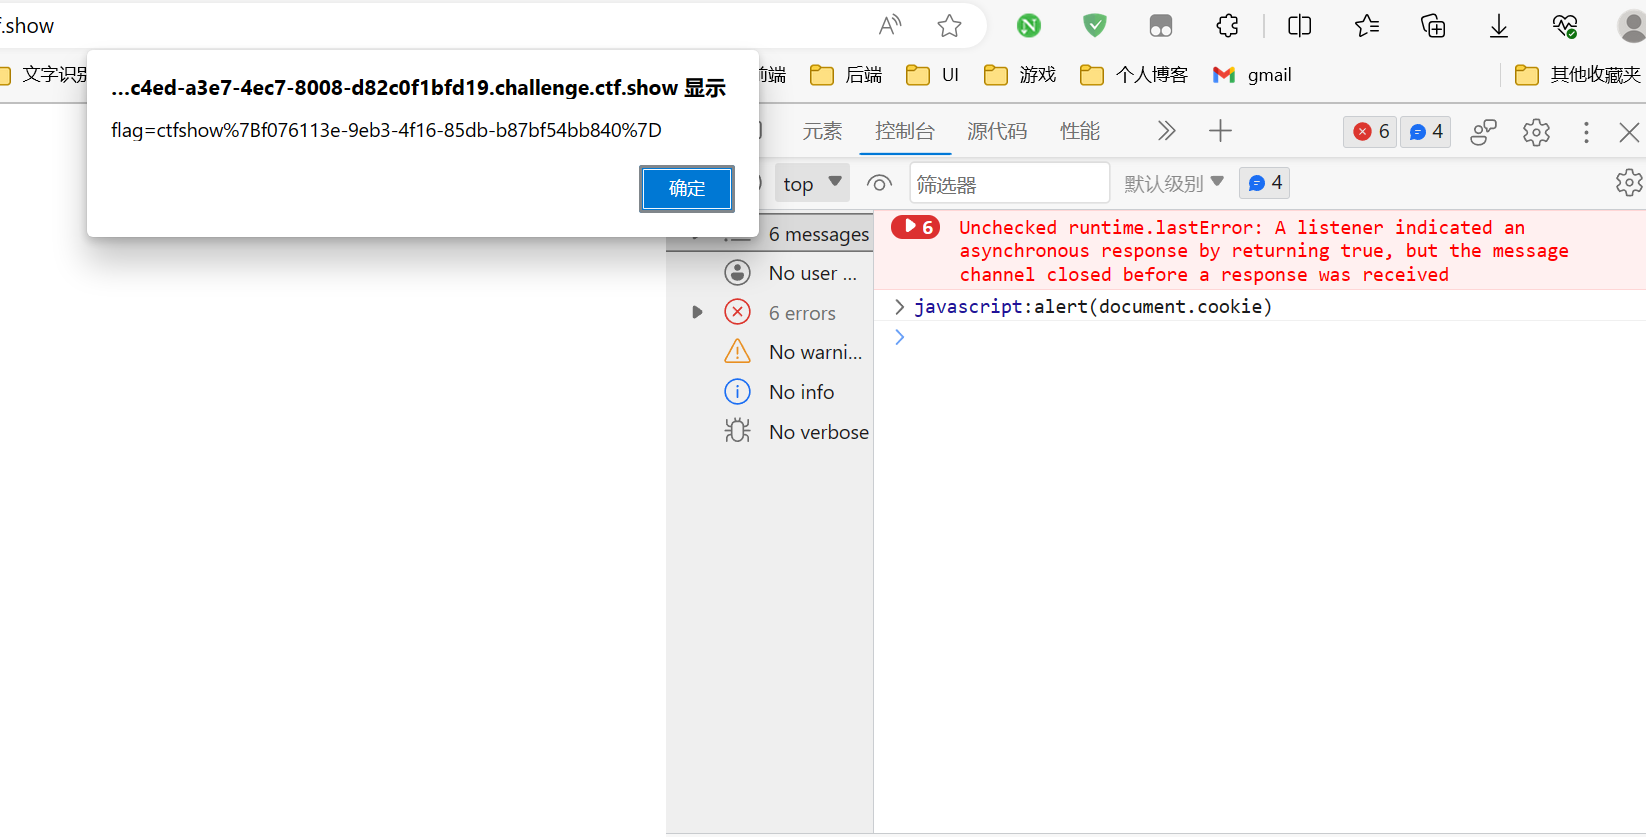 f.show
文字识别
前端
后端
UI
游戏
个人博客
gmail
其他收藏夹
...c4ed-a3e7-4ec7-8008-d82c0f1bfd19.challenge.ctf.show 显示
flag=ctfshow%7Bf076113e-9eb3-4f16-85db-b87bf54bb840%7D
确定
元素
控制台
源代码
性能
6
4
top
筛选器
默认级别
4
6 messages
No user ...
6 errors
No warni...
No info
No verbose
6
Unchecked runtime.lastError: A listener indicated an
asynchronous response by returning true, but the message
channel closed before a response was received
javascript:alert(document.cookie)